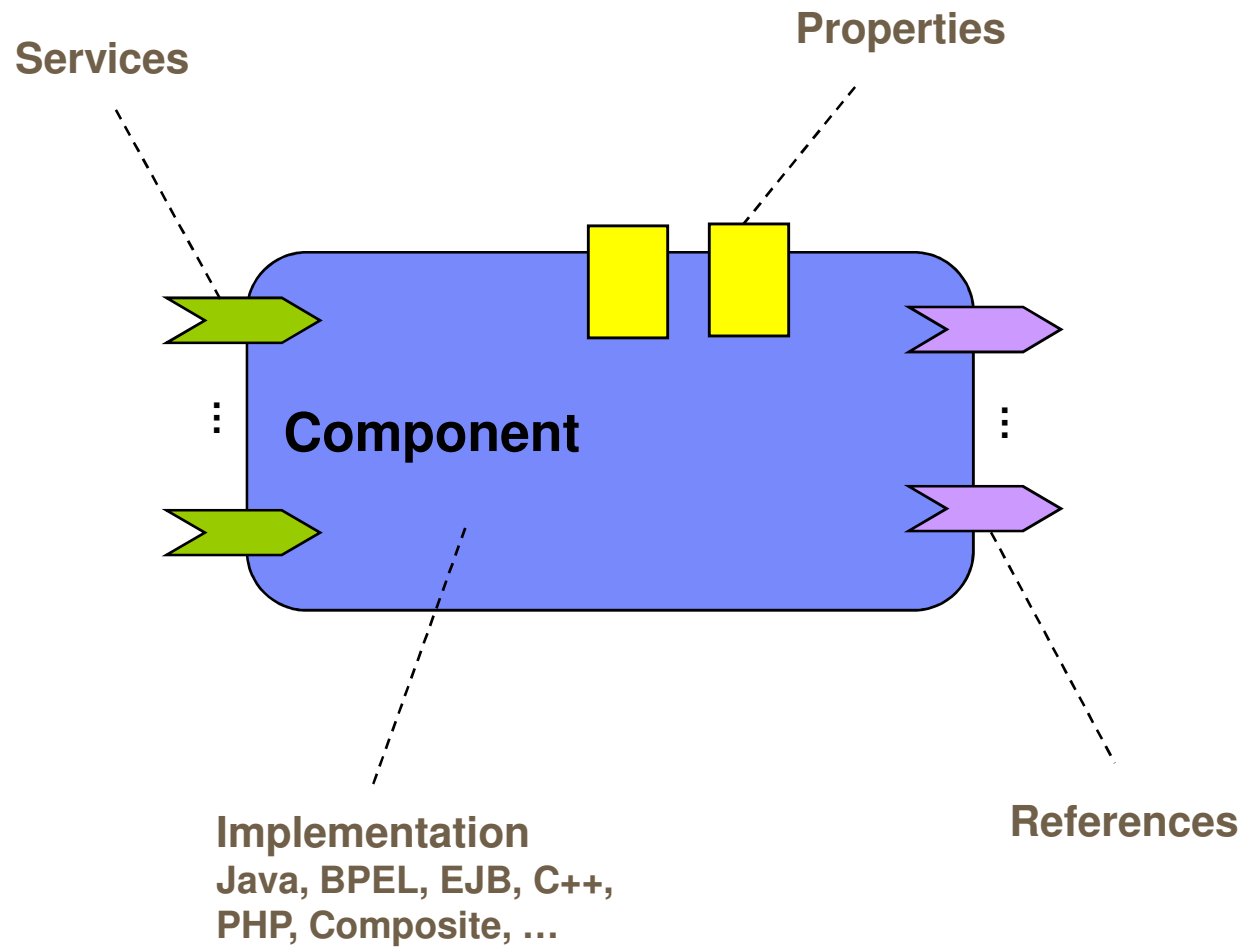 Properties
Services
⋮
⋮
Component
Implementation
Java, BPEL, EJB, C++,
PHP, Composite, …
References